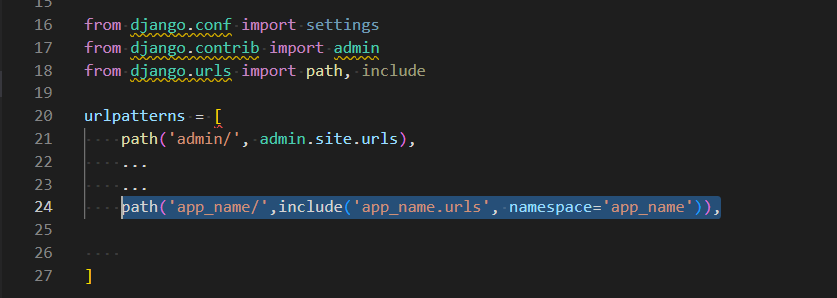 15
16 from django.conf import settings
17 from django.contrib import admin
18 from django.urls import path, include
19
20 urlpatterns = [
21 path('admin/', admin.site.urls),
22 ...
23 ...
24 path('app_name/',include('app_name.urls', namespace='app_name')),
25
26
27 ]